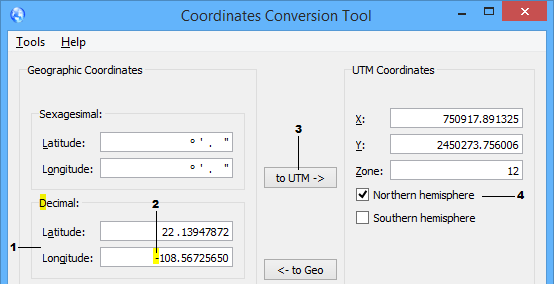 Coordinates Conversion Tool
Tools Help
Geographic Coordinates
Sexagesimal:
Latitude: ° ' . "
Longitude: ° ' . "
Decimal:
Latitude: 22.13947872
Longitude: -108.56725650
1
2
3
to UTM ->
<- to Geo
UTM Coordinates
X: 750917.891325
Y: 2450273.756006
Zone: 12
Northern hemisphere
4
Southern hemisphere